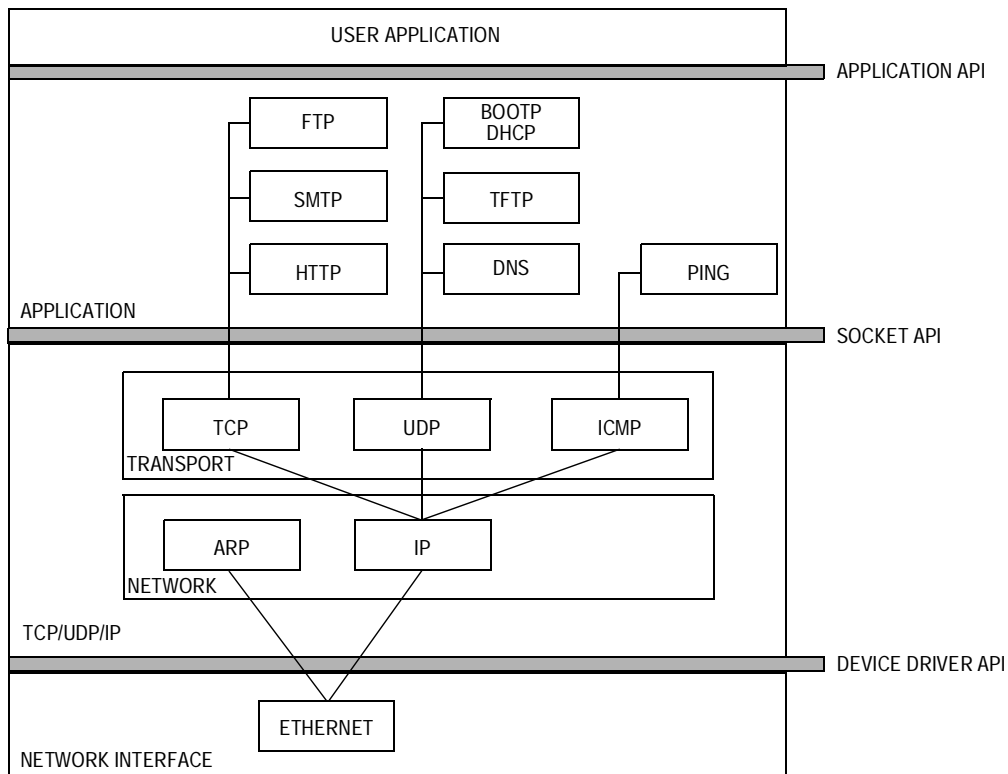 USER APPLICATION
APPLICATION API
FTP
BOOTP
DHCP
SMTP
TFTP
HTTP
DNS
PING
APPLICATION
SOCKET API
TCP
UDP
ICMP
TRANSPORT
ARP
IP
NETWORK
TCP/UDP/IP
DEVICE DRIVER API
ETHERNET
NETWORK INTERFACE